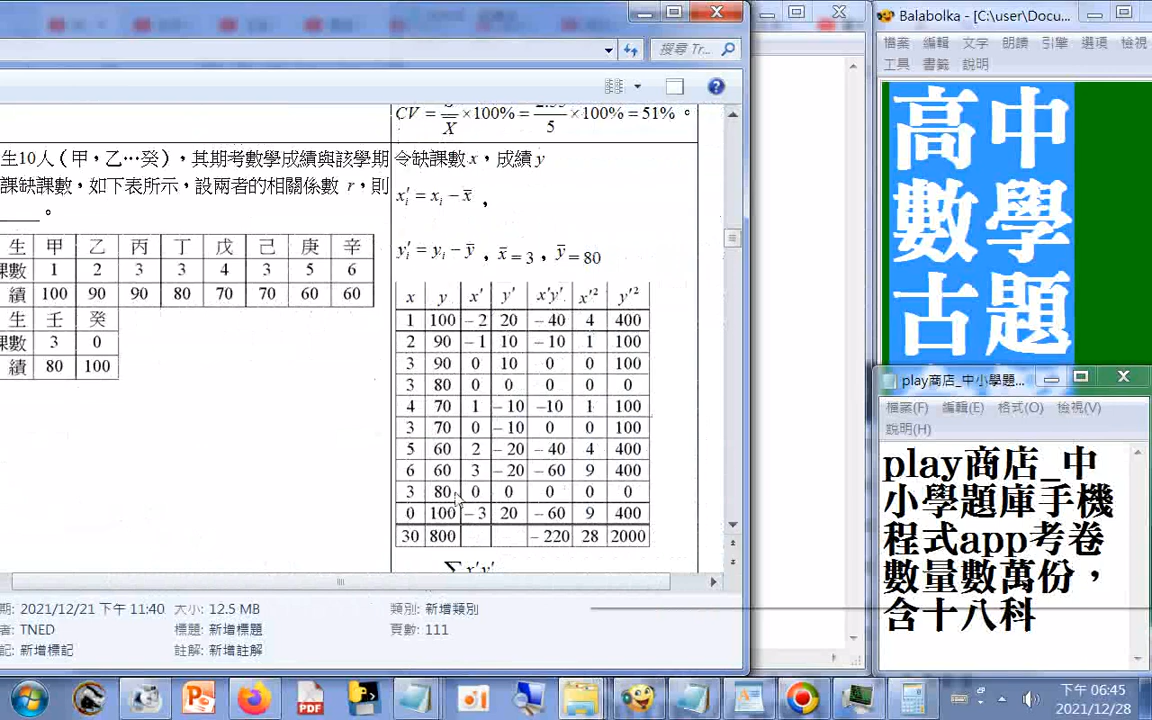 Balabolka - [C:\user\Docu...
檔案 編輯 文字 朗讀 引擎 選項 檢視
工具 書籤 說明
高中
數學
古題
搜尋 Tr...
×100% =
×100% = 51% 。
CV =
X
5
生10人（甲，乙…癸），其期考數學成績與該學期
課缺課數，如下表所示，設兩者的相關係數 r，則
____。
生 甲 乙 丙 丁 戊 己 庚 辛
課數 1 2 3 3 4 3 5 6
績 100 90 90 80 70 70 60 60
生 壬 癸
課數 3 0
績 80 100
令缺課數 x，成績 y
x′i = xi − x̄，
y′i = yi − ȳ，x̄ = 3，ȳ = 80
x y x′ y′ x′y′ x′² y′²
1 100 −2 20 −40 4 400
2 90 −1 10 −10 1 100
3 90 0 10 0 0 100
3 80 0 0 0 0 0
4 70 1 −10 −10 1 100
3 70 0 −10 0 0 100
5 60 2 −20 −40 4 400
6 60 3 −20 −60 9 400
3 80 0 0 0 0 0
0 100 −3 20 −60 9 400
30 800 −220 28 2000
∑ x′y′
期: 2021/12/21 下午 11:40 大小: 12.5 MB 類別: 新增類別
者: TNED 標題: 新增標題 頁數: 111
記: 新增標記 註解: 新增註解
play商店_中小學題...
檔案(F) 編輯(E) 格式(O) 檢視(V)
說明(H)
play商店_中
小學題庫手機
程式app考卷
數量數萬份，
含十八科
下午 06:45
2021/12/28